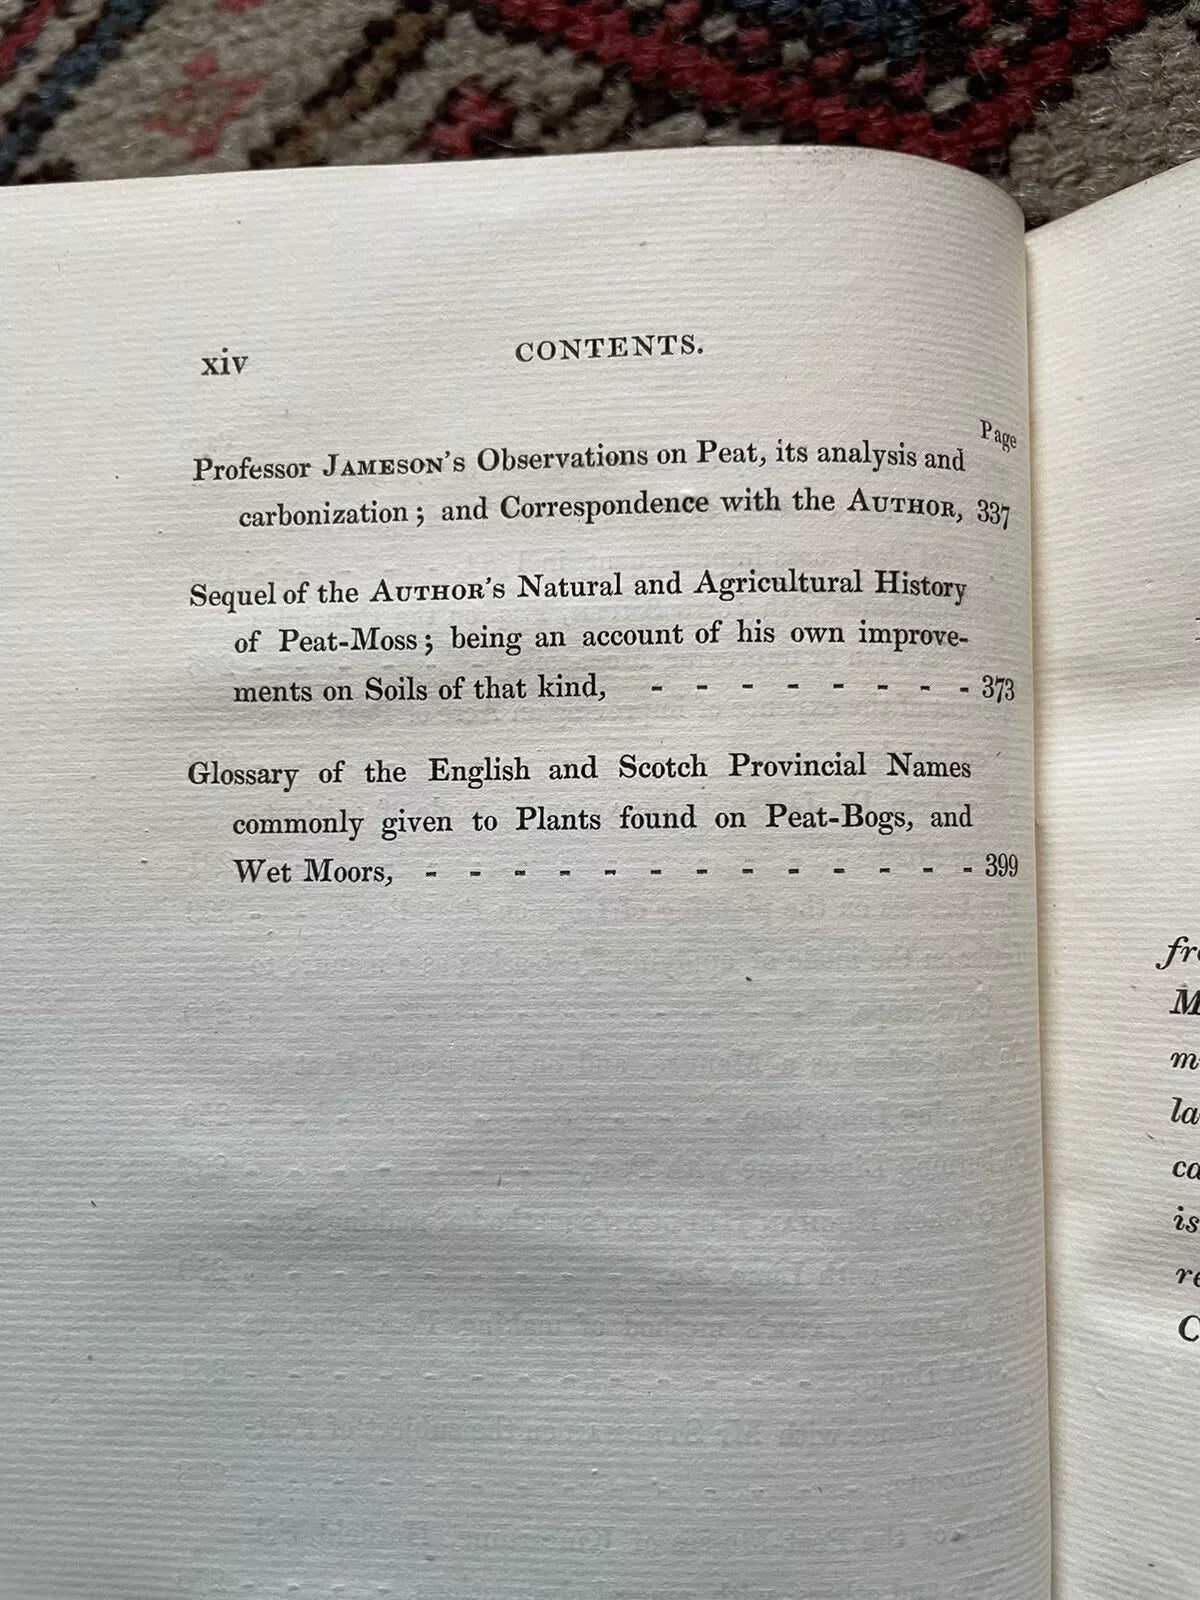 xiv CONTENTS.
Page
Professor JAMESON'S Observations on Peat, its analysis and
carbonization; and Correspondence with the AUTHOR, 337
Sequel of the AUTHOR'S Natural and Agricultural History
of Peat-Moss; being an account of his own improve-
ments on Soils of that kind, - - - - - - - - 373
Glossary of the English and Scotch Provincial Names
commonly given to Plants found on Peat-Bogs, and
Wet Moors, - - - - - - - - - - - - - 399